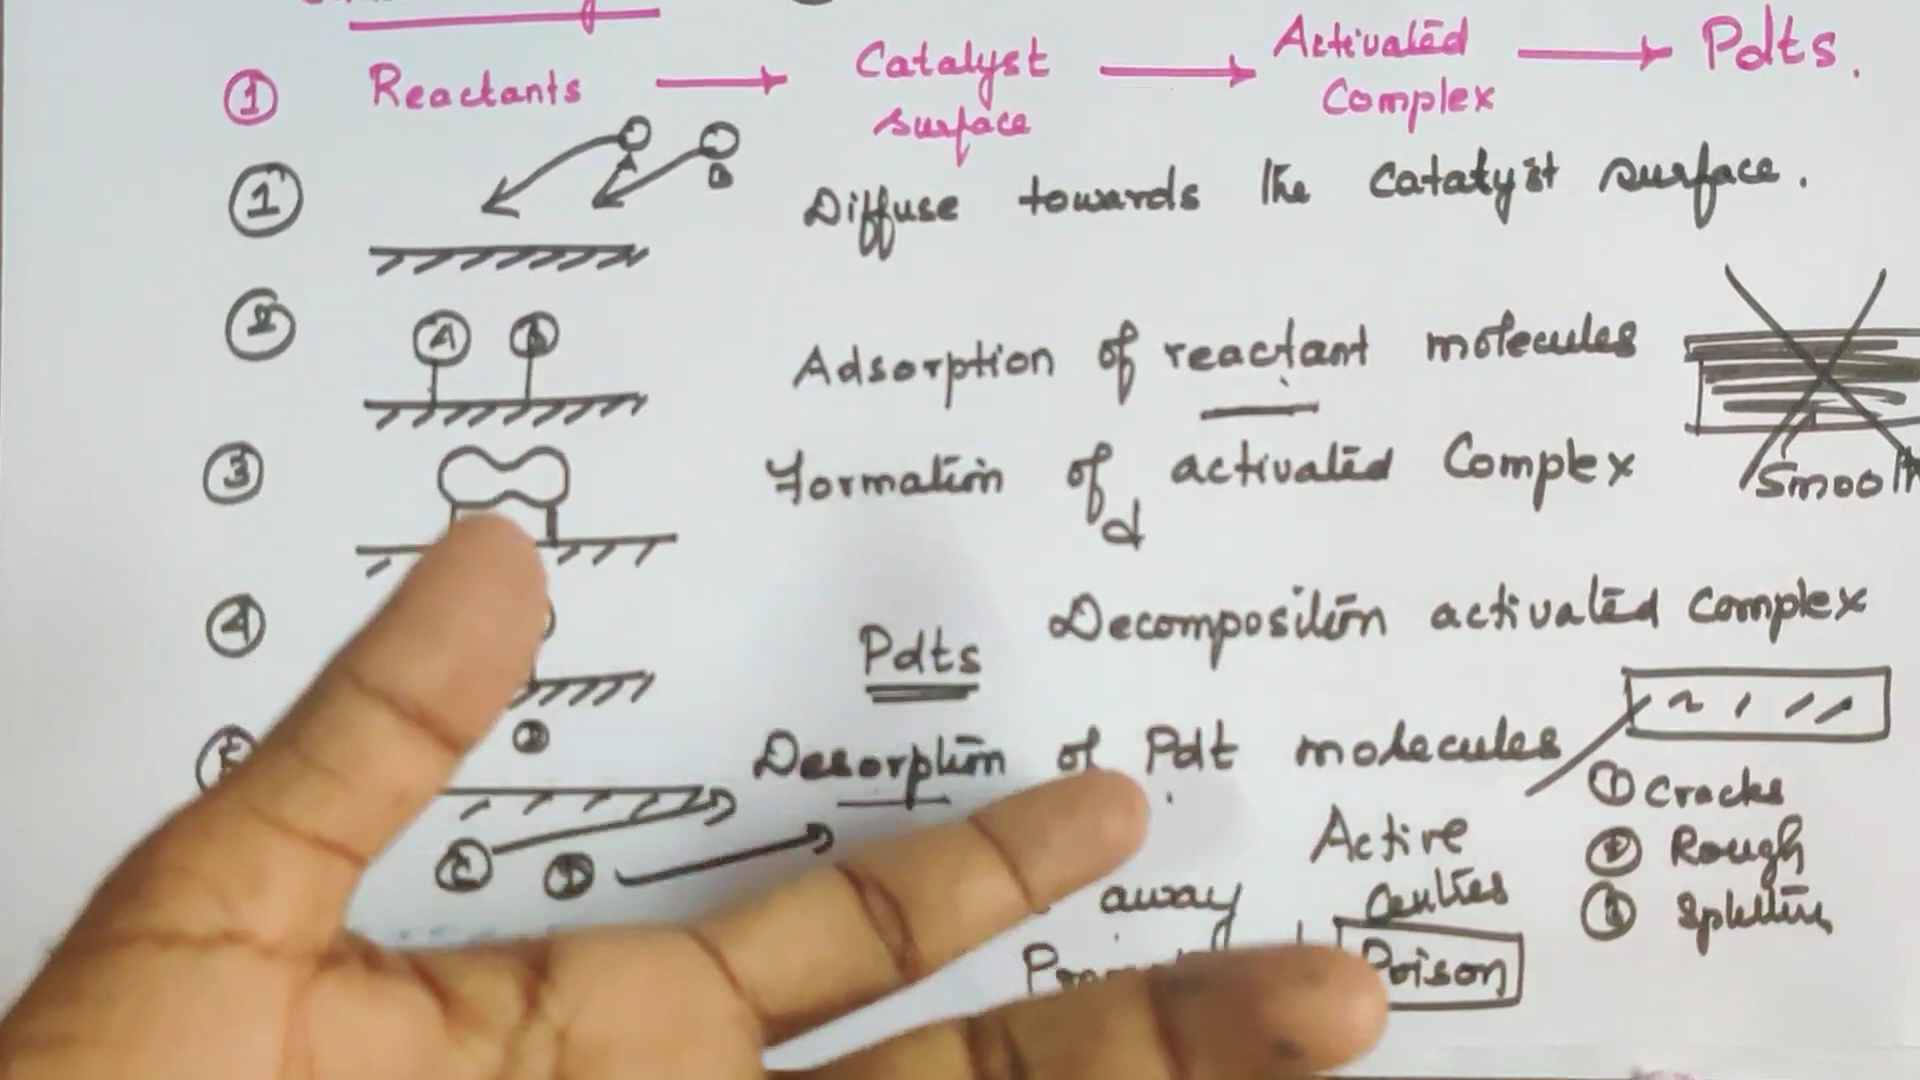 ① Reactants → Catalyst surface → Activated Complex → Pdts.
① A B Diffuse towards the catalyst surface.
② A B Adsorption of reactant molecules
Smooth
③ Formation of activated Complex
d
④ Pdts Decomposition activated complex
D
Desorption of Pdt molecules
① Cracks
C D
Active
② Rough
away
③
Poison